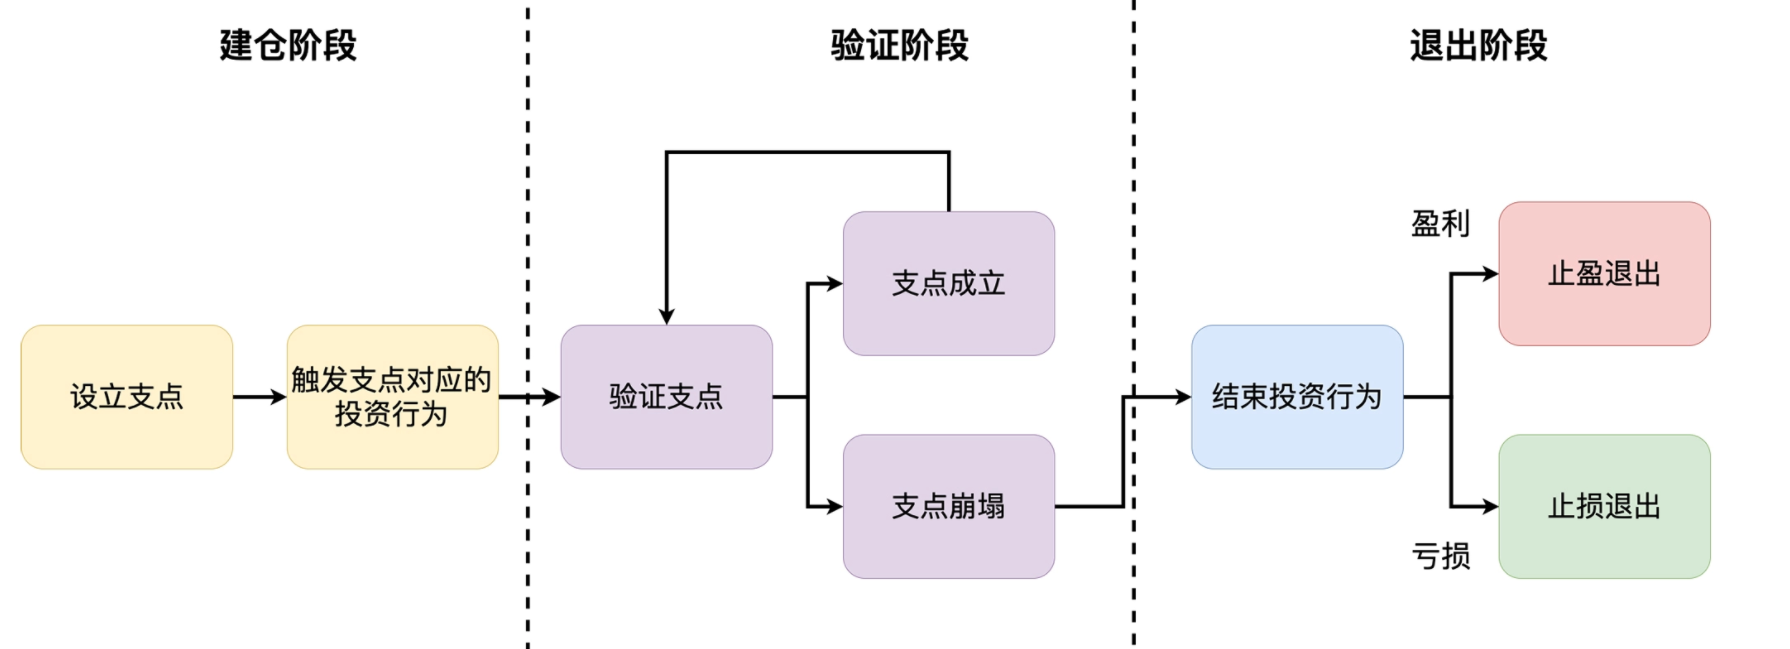 建仓阶段
验证阶段
退出阶段
设立支点
触发支点对应的
投资行为
验证支点
支点成立
支点崩塌
结束投资行为
盈利
止盈退出
亏损
止损退出